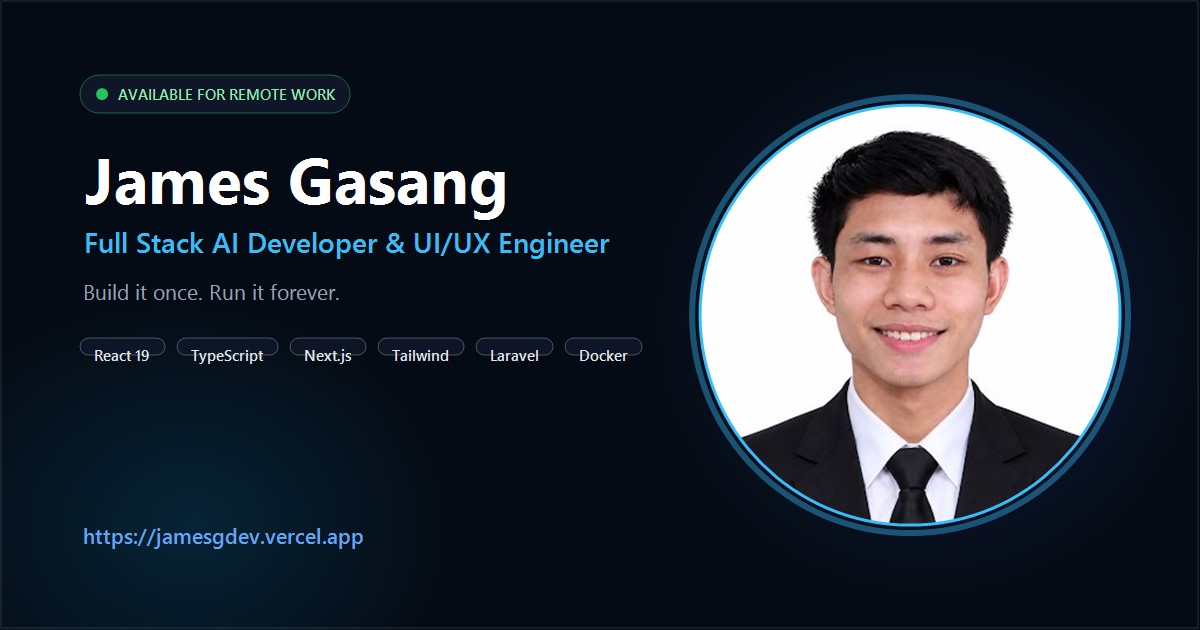 AVAILABLE FOR REMOTE WORK
James Gasang
Full Stack AI Developer & UI/UX Engineer
Build it once. Run it forever.
React 19 TypeScript Next.js Tailwind Laravel Docker
https://jamesgdev.vercel.app